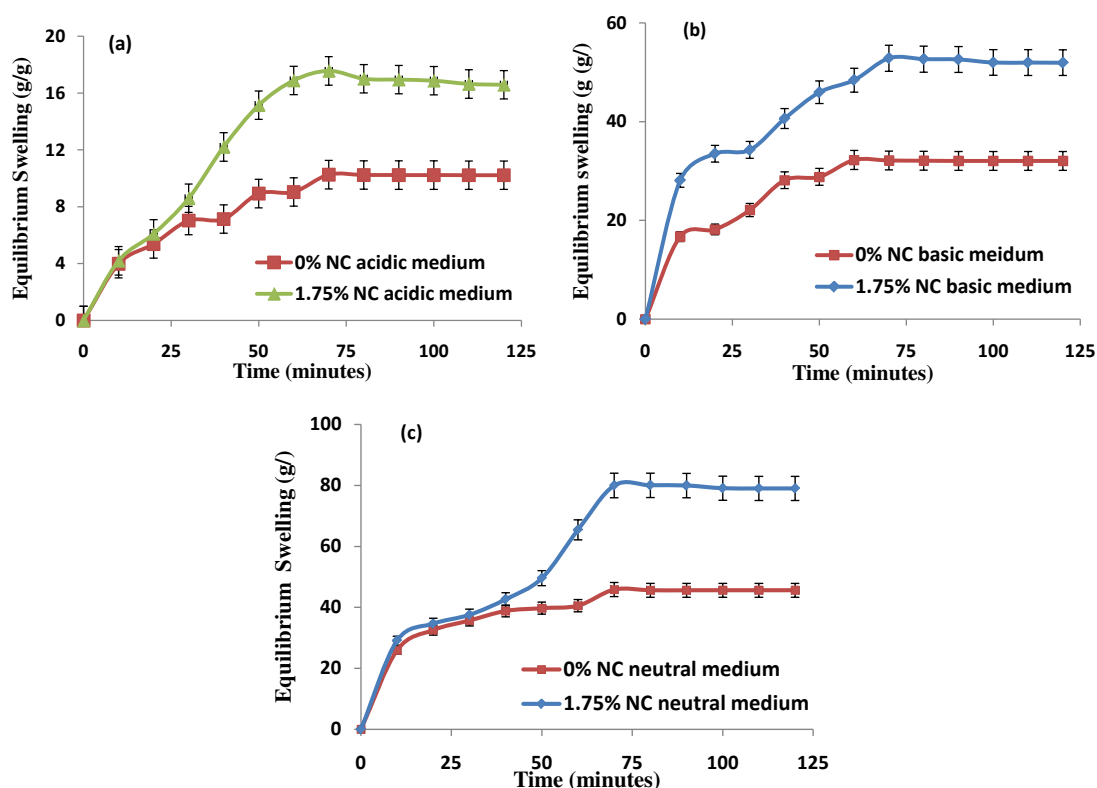 (a)
Equilibrium Swelling (g/g)
20
16
12
8
4
0
0% NC acidic medium
1.75% NC acidic medium
0 25 50 75 100 125
Time (minutes)
(b)
Equilibrium swelling (g (g/)
60
40
20
0
0% NC basic meidum
1.75% NC basic medium
0 25 50 75 100 125
Time (minutes)
(c)
Equilibrium Swelling (g/)
100
80
60
40
20
0
0% NC neutral medium
1.75% NC neutral medium
0 25 50 75 100 125
Time (minutes)